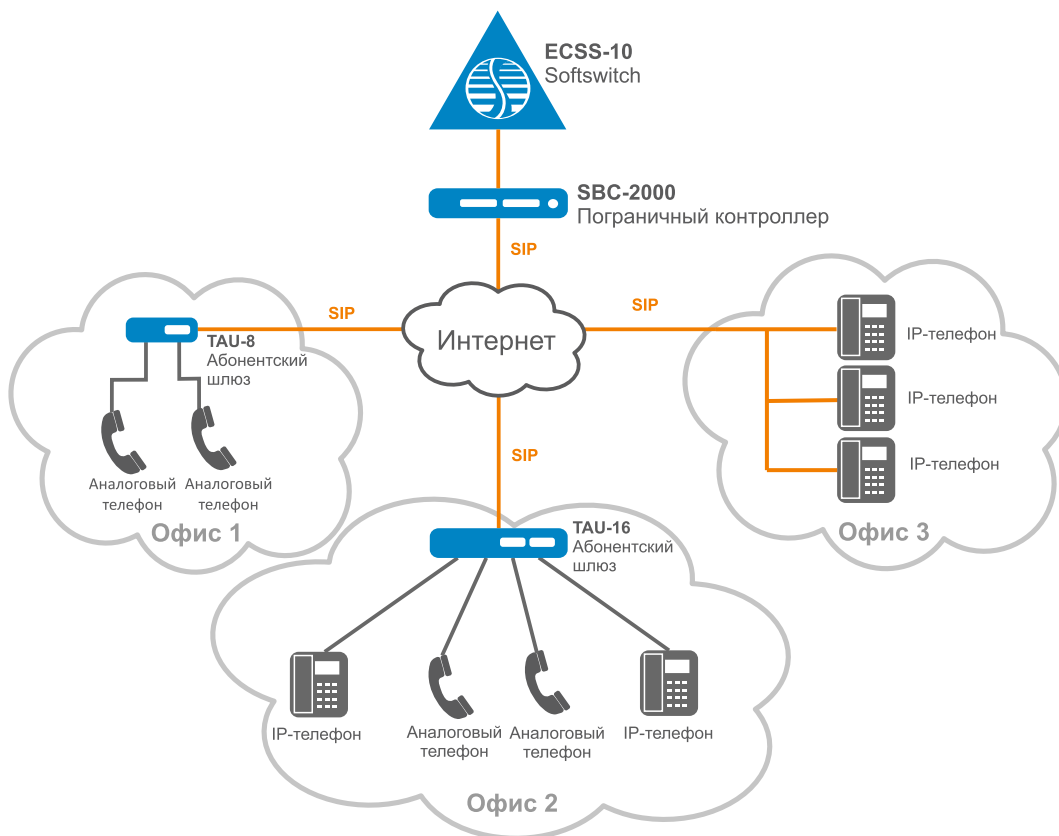 ECSS-10
Softswitch
SBC-2000
Пограничный контроллер
SIP
SIP
SIP
Интернет
TAU-8
Абонентский
шлюз
IP-телефон
IP-телефон
IP-телефон
SIP
Аналоговый
телефон
Аналоговый
телефон
Офис 1
Офис 3
TAU-16
Абонентский
шлюз
IP-телефон
Аналоговый
телефон
Аналоговый
телефон
IP-телефон
Офис 2